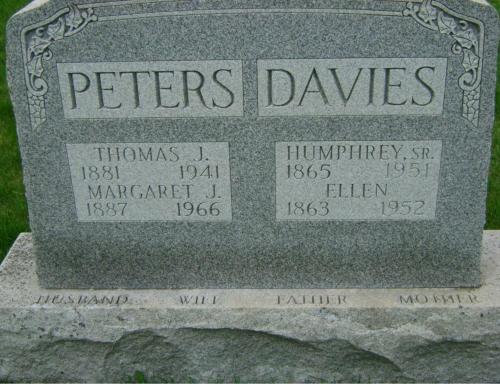 PETERS
THOMAS J.
1881 1941
MARGARET J.
1887 1966
DAVIES
HUMPHREY, SR.
1865 1951
ELLEN
1863 1952
HUSBAND WIFE FATHER MOTHER